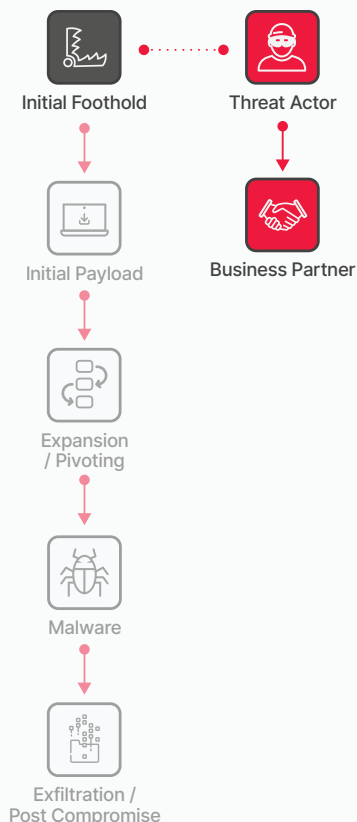 Initial Foothold
Threat Actor
Initial Payload
Business Partner
Expansion
/ Pivoting
Malware
Exfiltration /
Post Compromise